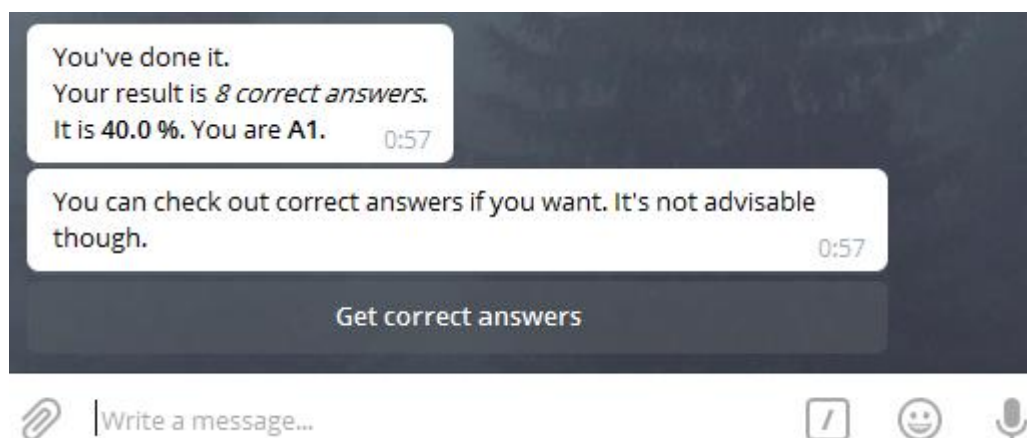 You've done it.
Your result is 8 correct answers.
It is 40.0 %. You are A1.
0:57
You can check out correct answers if you want. It's not advisable
though.
0:57
Get correct answers
Write a message...
/